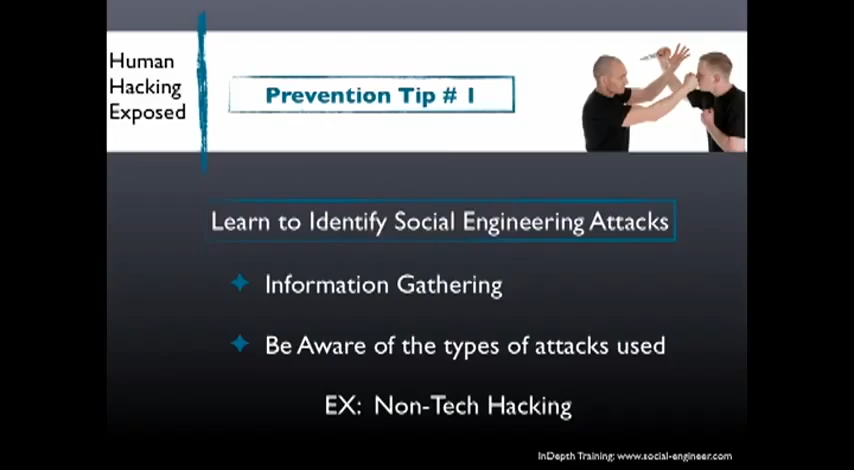 Human
Hacking
Exposed
Prevention Tip # 1
Learn to Identify Social Engineering Attacks
Information Gathering
Be Aware of the types of attacks used
EX: Non-Tech Hacking
InDepth Training: www.social-engineer.com